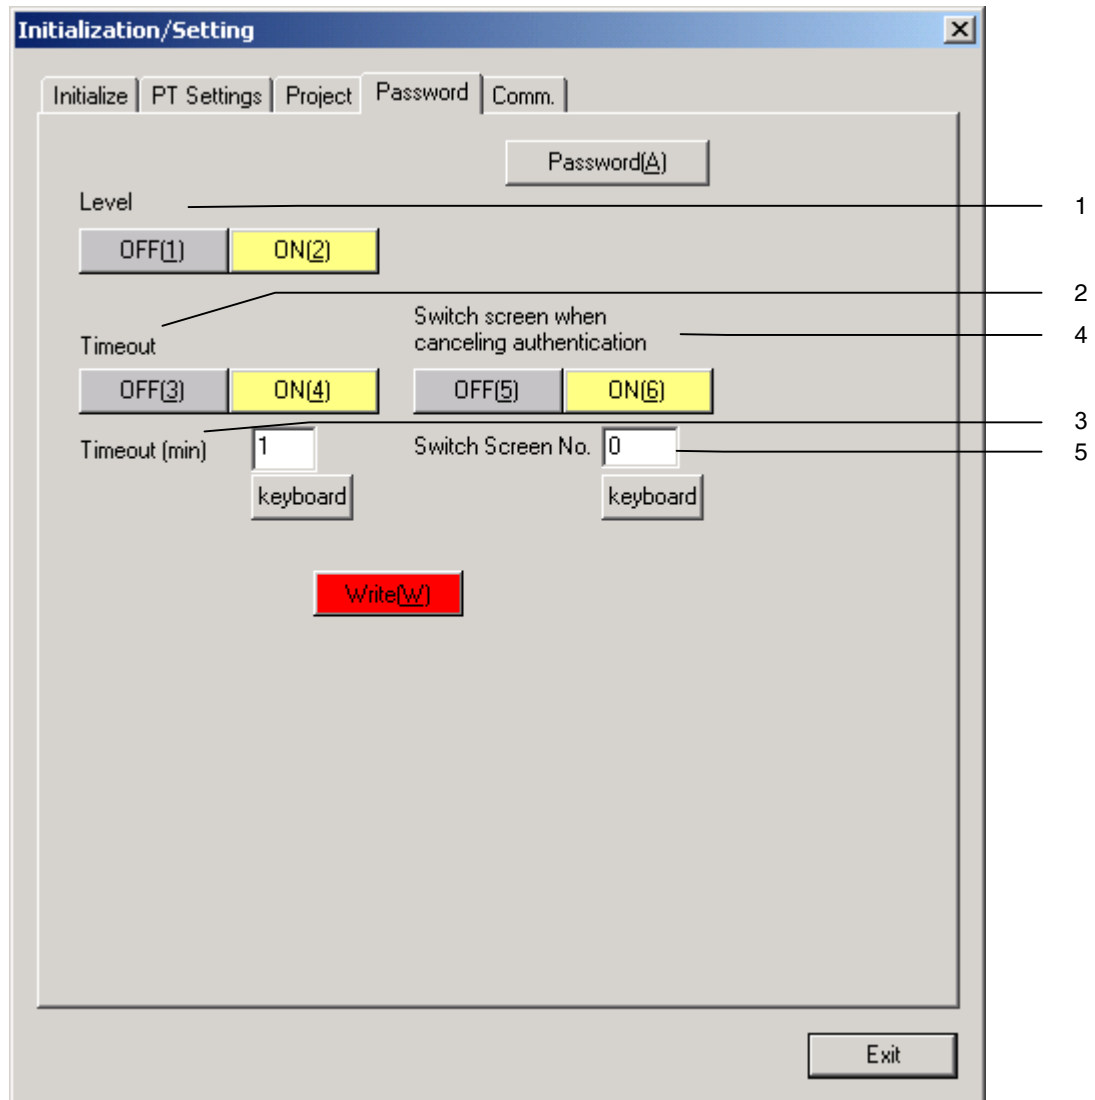 Initialization/Setting
Initialize PT Settings Project Password Comm.
Password(A)
Level 1
OFF(1) ON(2)
2
Switch screen when
canceling authentication 4
Timeout
OFF(3) ON(4) OFF(5) ON(6)
3
Timeout (min) 1 Switch Screen No. 0 5
keyboard keyboard
Write(W)
Exit